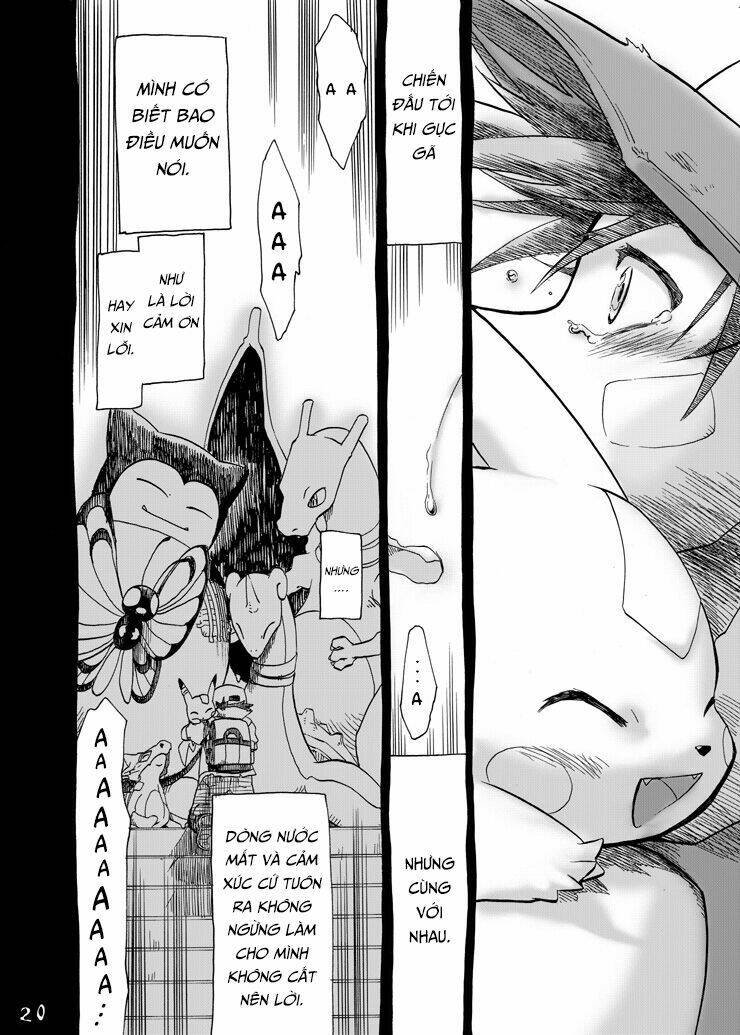 CHIẾN
ĐẤU TỚI
KHI GỤC
GÃ
NHƯNG
CÙNG
VỚI
NHAU.
...
A
A A
A
A
A
MÌNH CÓ
BIẾT BAO
ĐIỀU MUỐN
NÓI.
NHƯ
LÀ LỜI
CẢM ƠN
HAY
XIN
LỖI.
NHƯNG
....
DÒNG NƯỚC
MẮT VÀ CẢM
XÚC CỨ TUÔN
RA KHÔNG
NGỪNG LÀM
CHO MÌNH
KHÔNG CẤT
NÊN LỜI.
A
A
A
A
A
A
A
A
A
A
...
20